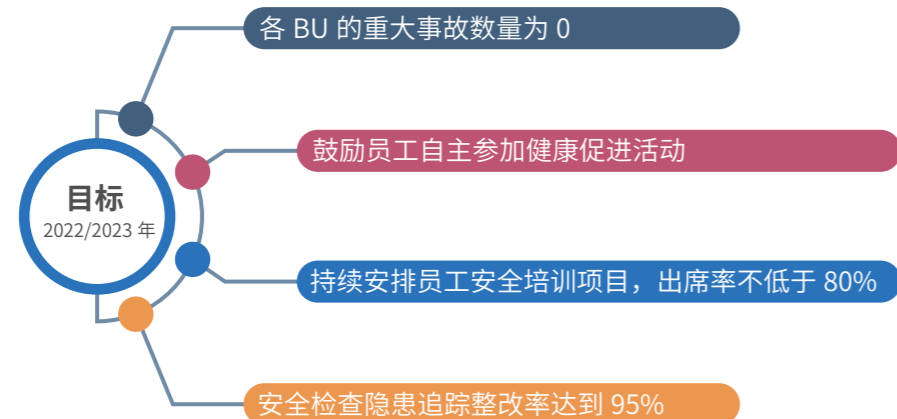 各 BU 的重大事故数量为 0
鼓励员工自主参加健康促进活动
目标
2022/2023 年
持续安排员工安全培训项目，出席率不低于 80%
安全检查隐患追踪整改率达到 95%